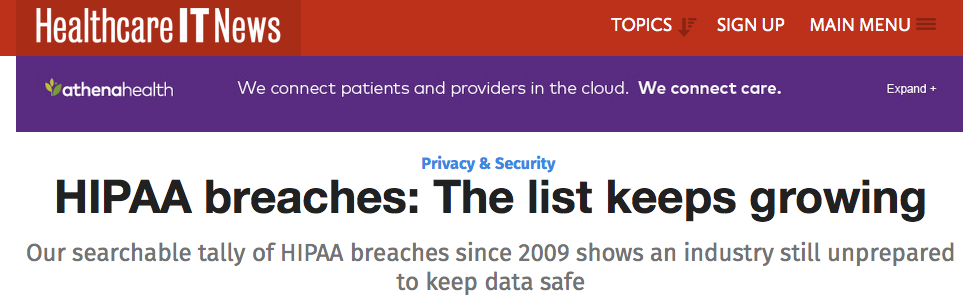 Healthcare IT News TOPICS SIGN UP MAIN MENU
athenahealth We connect patients and providers in the cloud. We connect care. Expand +
Privacy & Security
HIPAA breaches: The list keeps growing
Our searchable tally of HIPAA breaches since 2009 shows an industry still unprepared
to keep data safe